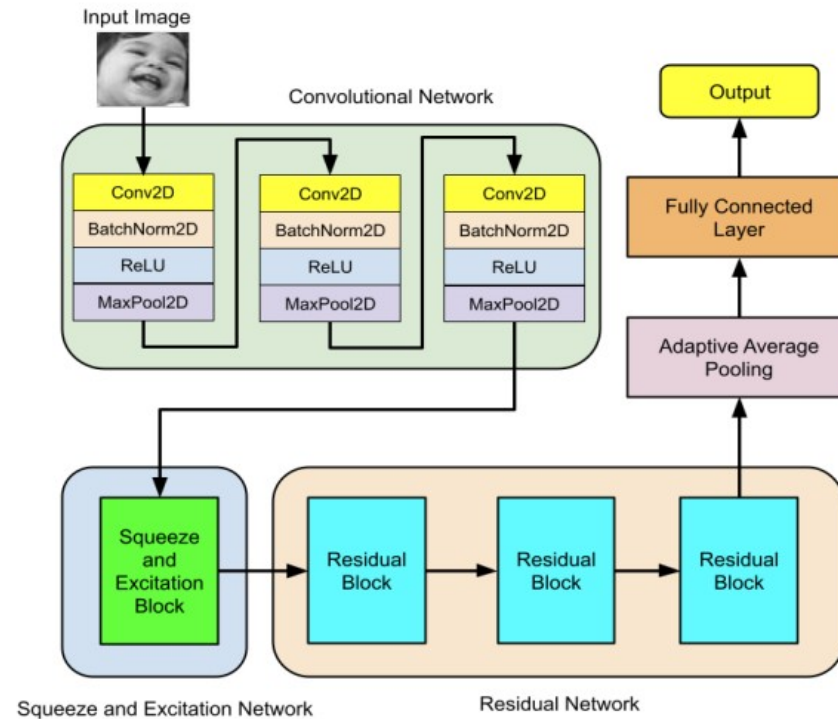 Input Image
Convolutional Network
Conv2D
BatchNorm2D
ReLU
MaxPool2D
Conv2D
BatchNorm2D
ReLU
MaxPool2D
Conv2D
BatchNorm2D
ReLU
MaxPool2D
Output
Fully Connected
Layer
Adaptive Average
Pooling
Squeeze
and
Excitation
Block
Residual
Block
Residual
Block
Residual
Block
Squeeze and Excitation Network
Residual Network